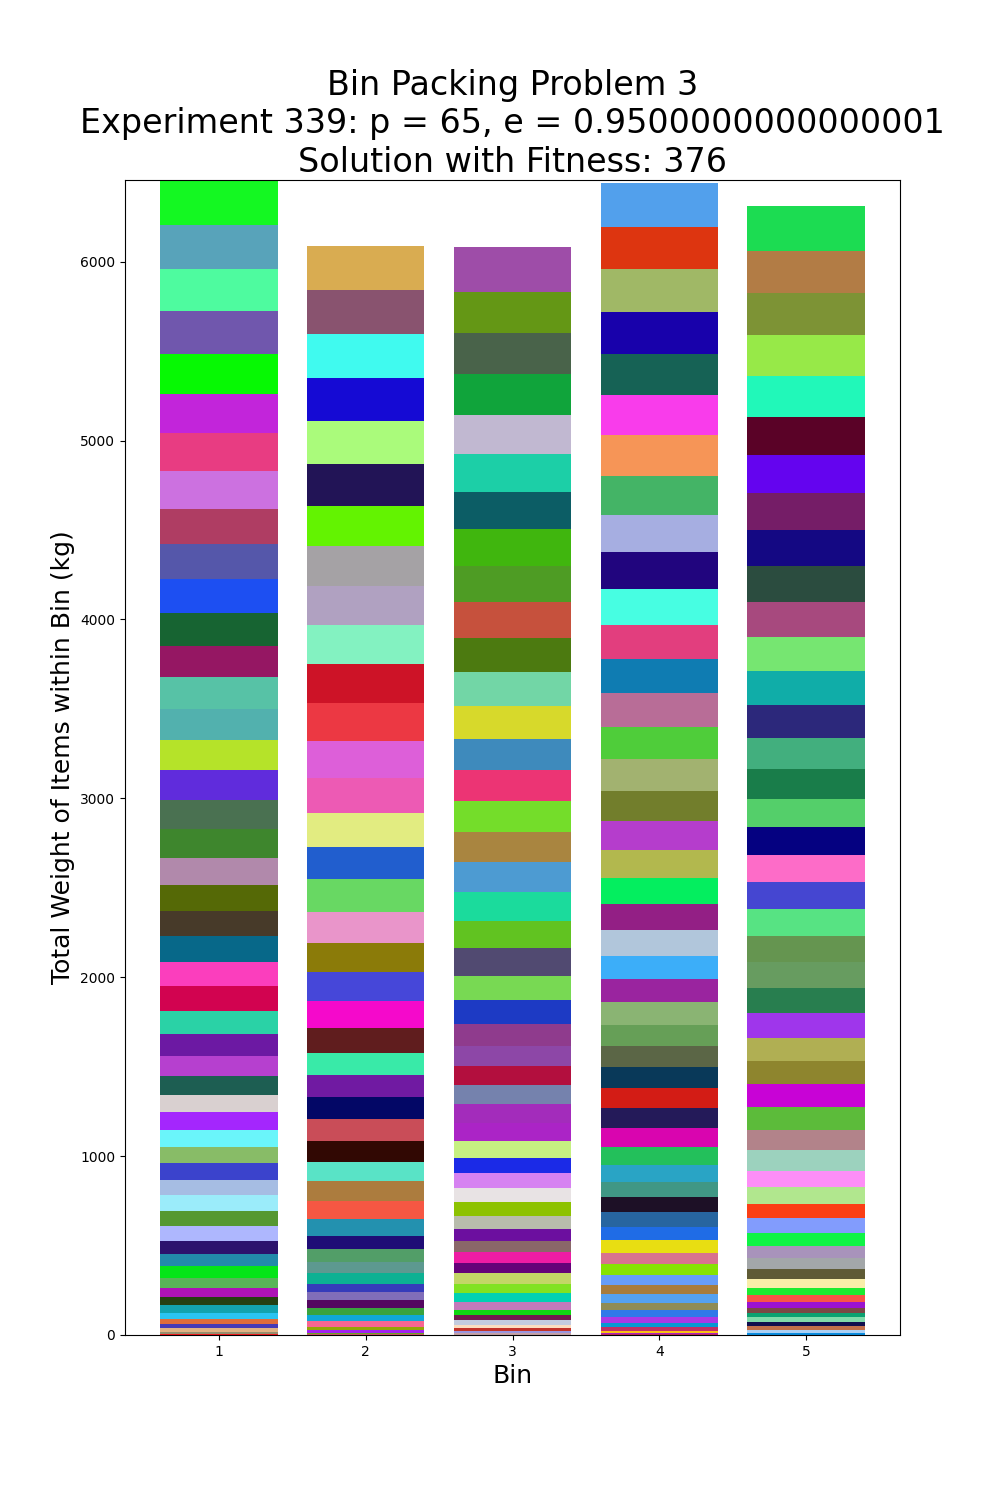 Bin Packing Problem 3
Experiment 339: p = 65, e = 0.9500000000000001
Solution with Fitness: 376
6000
5000
4000
3000
2000
1000
0
Total Weight of Items within Bin (kg)
1 2 3 4 5
Bin